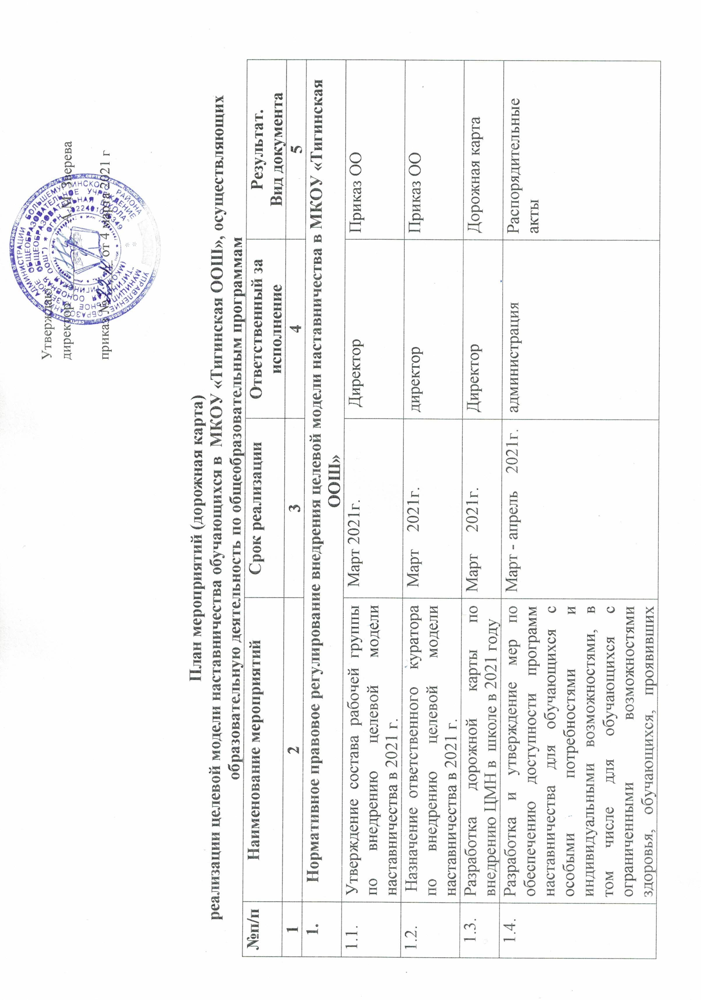 Утверждаю
директор А.М. Зверева
приказ № от 4 марта 2021 г
План мероприятий (дорожная карта)
реализации целевой модели наставничества обучающихся в МКОУ «Тигинская ООШ», осуществляющих
образовательную деятельность по общеобразовательным программам
№п/п Наименование мероприятий Срок реализации Ответственный за исполнение Результат. Вид документа
1 2 3 4 5
1. Нормативное правовое регулирование внедрения целевой модели наставничества в МКОУ «Тигинская
ООШ»
1.1. Утверждение состава рабочей группы Март 2021г. Директор Приказ ОО
по внедрению целевой модели
наставничества в 2021 г.
1.2. Назначение ответственного куратора Март 2021г. директор Приказ ОО
по внедрению целевой модели
наставничества в 2021 г.
1.3. Разработка дорожной карты по Март 2021г. Директор Дорожная карта
внедрению ЦМН в школе в 2021 году
1.4. Разработка и утверждение мер по Март - апрель 2021г. администрация Распорядительные
обеспечению доступности программ акты
наставничества для обучающихся с
особыми потребностями и
индивидуальными возможностями, в
том числе для обучающихся с
ограниченными возможностями
здоровья, обучающихся, проявивших